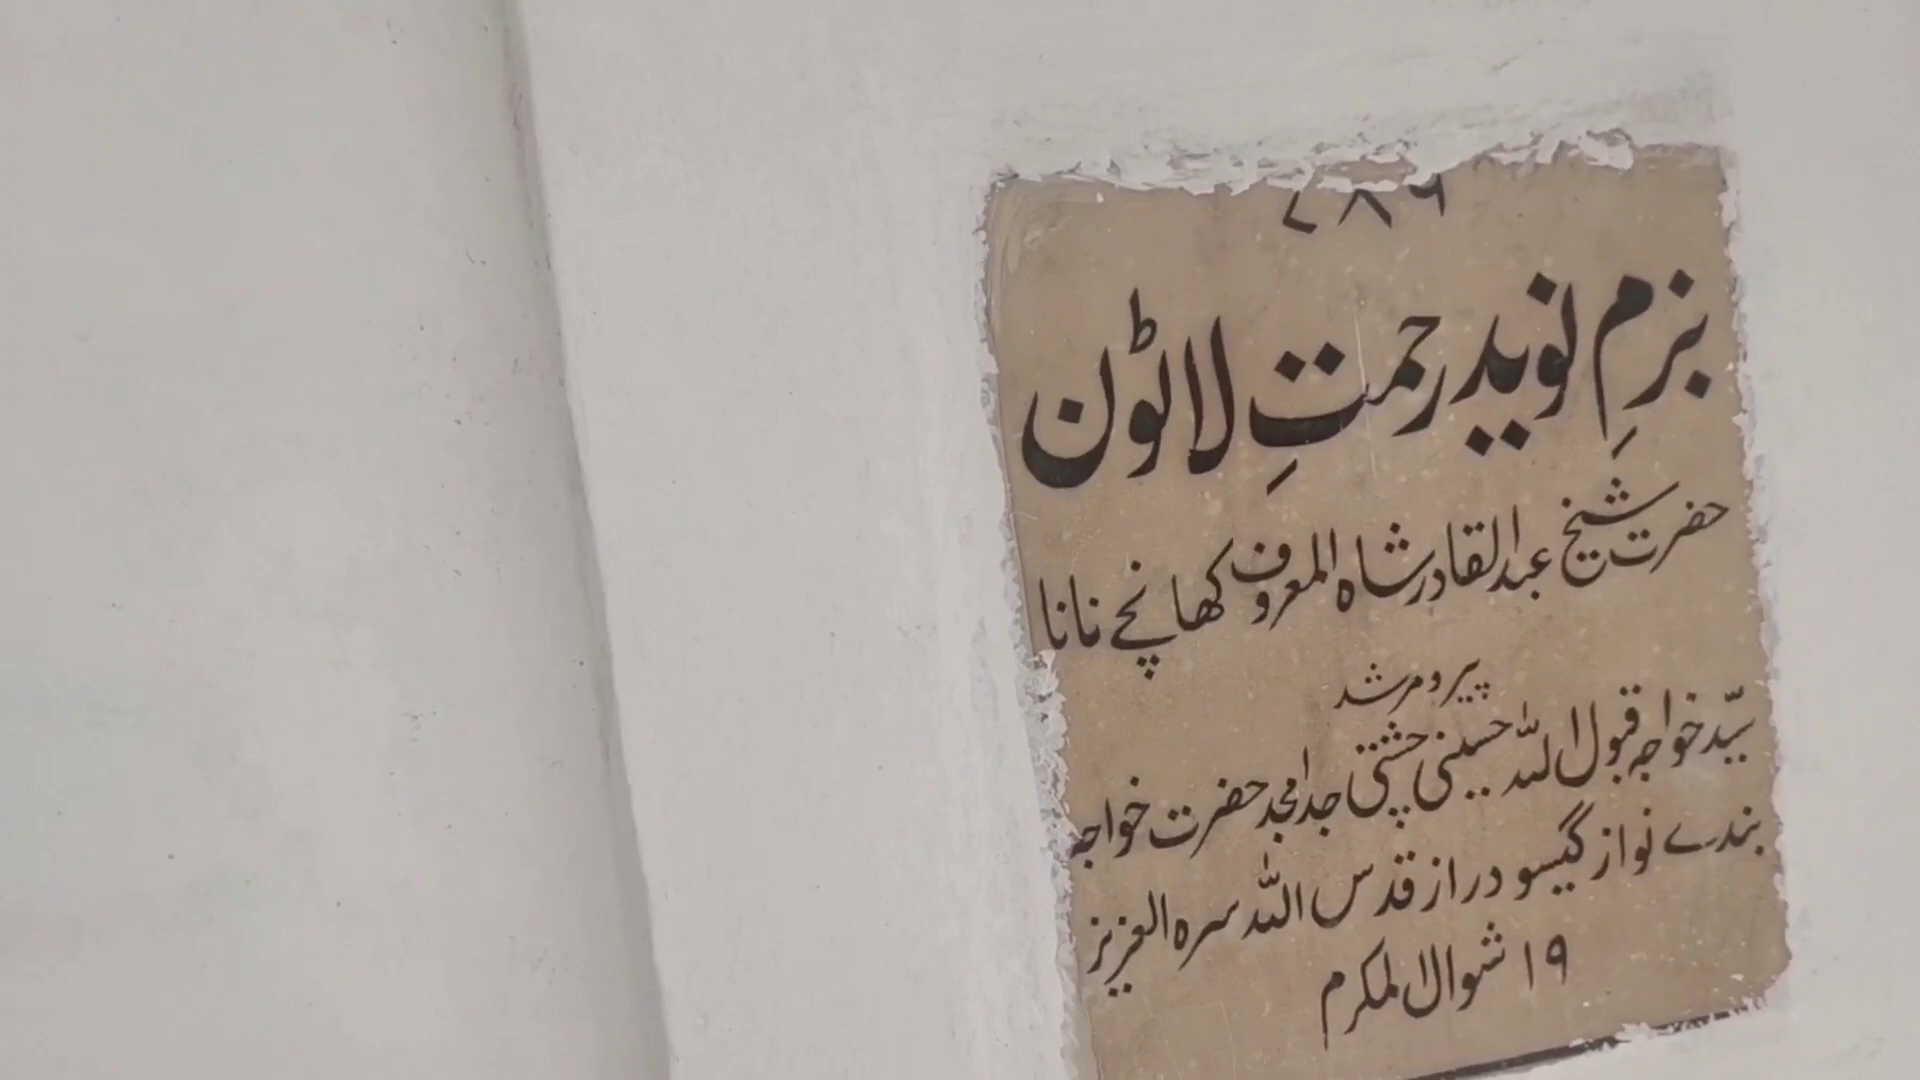 ۷۸۶
بزمِ نوید رحمتِ لاٹون
حضرت شیخ عبدالقادر شاہ المعروف کھانچے نانا
پیر و مرشد
سیّد خواجہ قبول اللہ حسینی چشتی جدِ امجد حضرت خواجہ
بندے نواز گیسو دراز قدس اللہ سرہ العزیز
۱۹ شوال المکرم